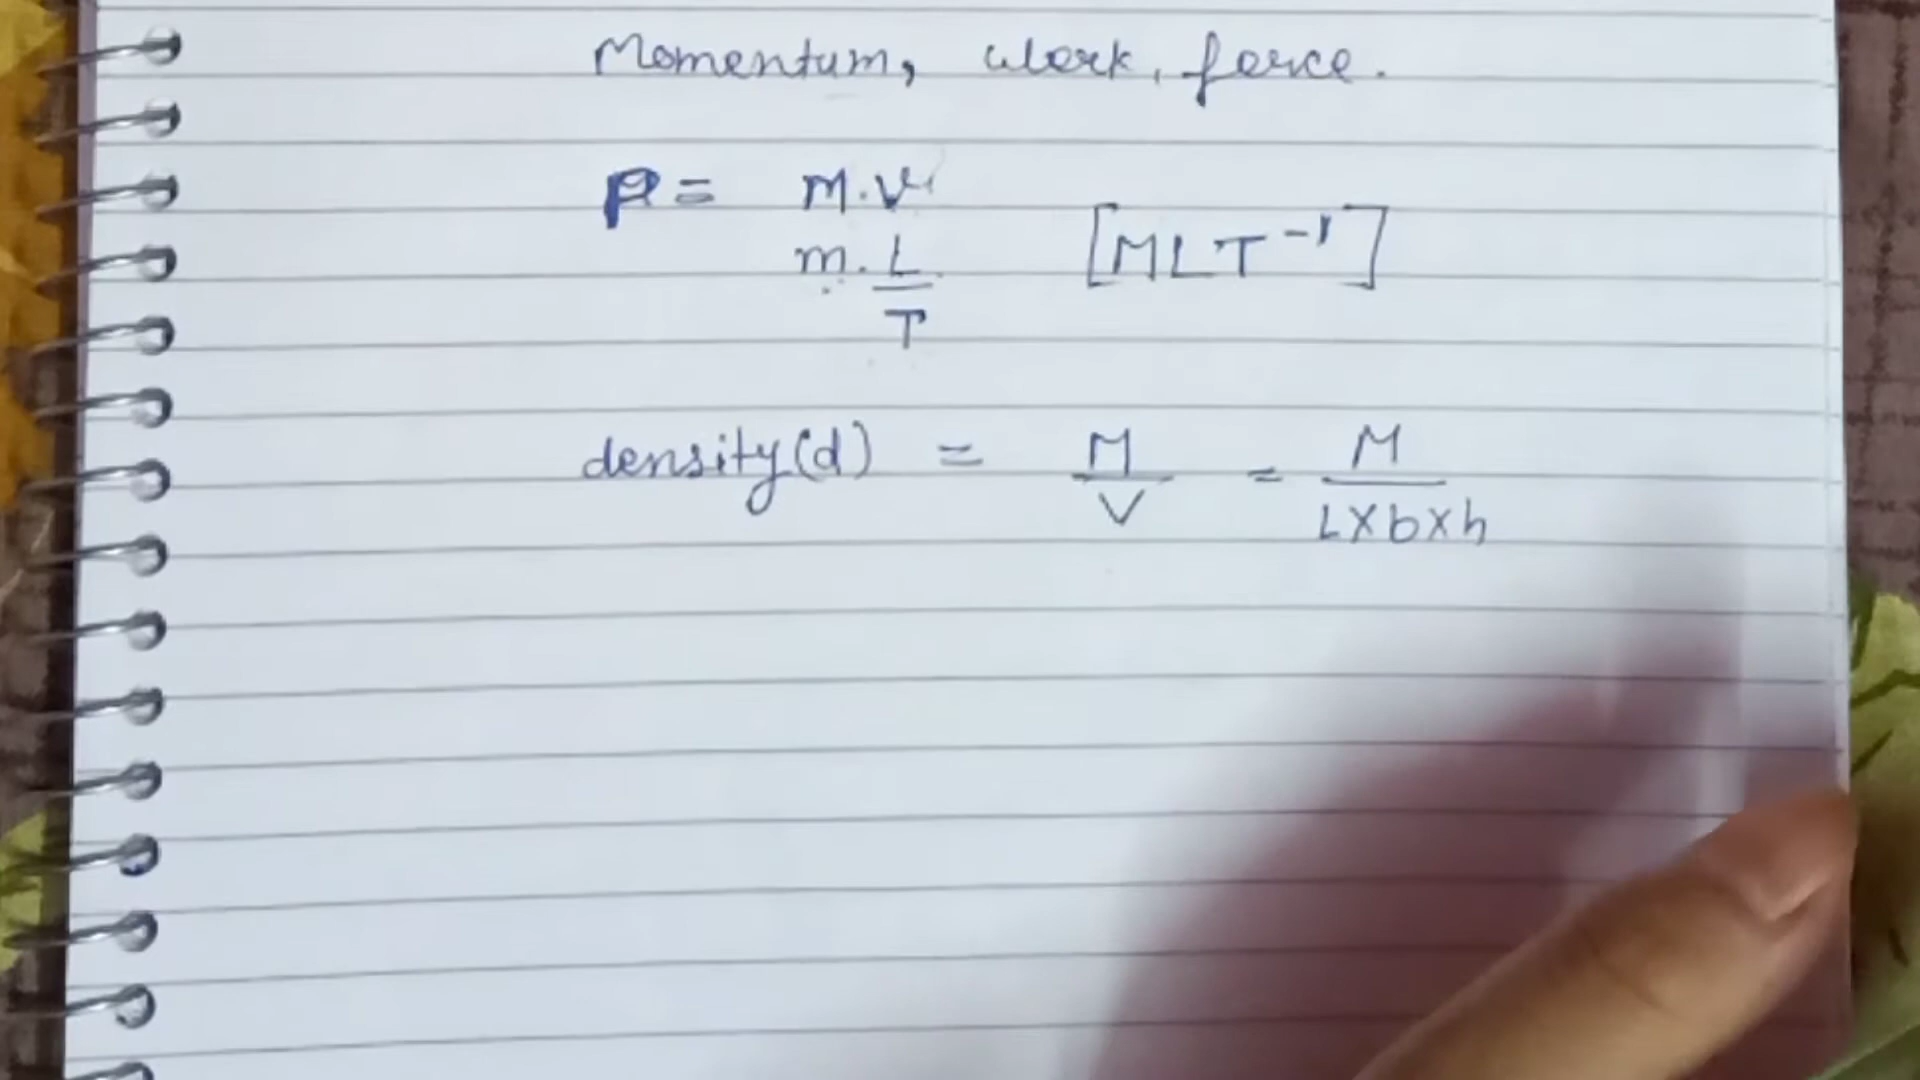 Momentum, work, force.
P = M.V
m. L/T [MLT⁻¹]
density(d) = M/V = M/L×b×h